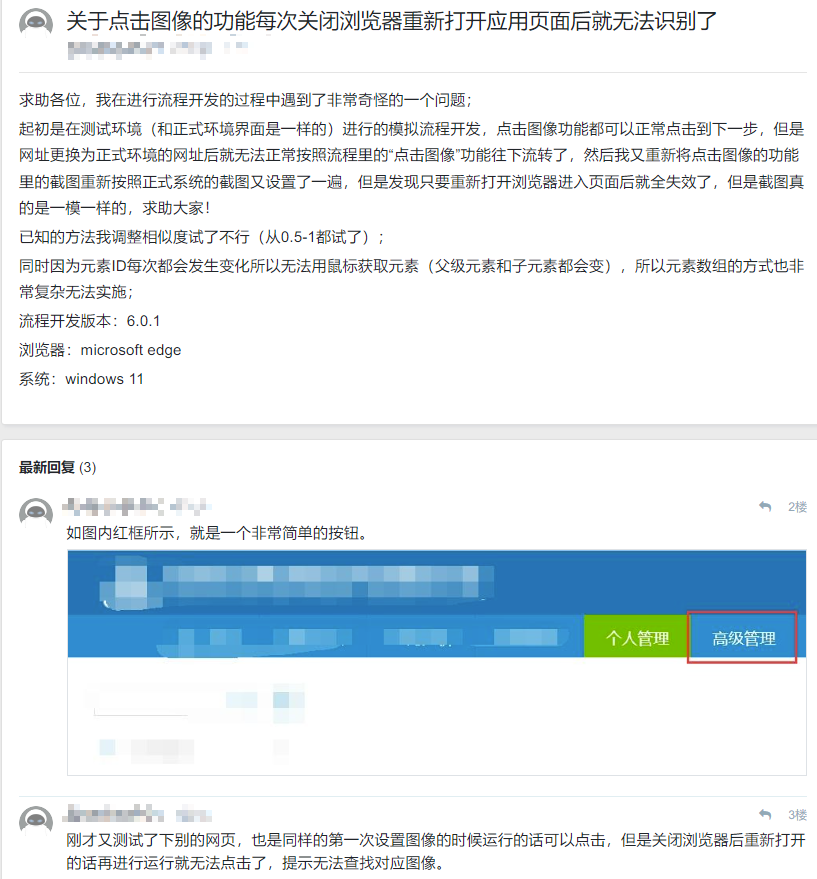 关于点击图像的功能每次关闭浏览器重新打开应用页面后就无法识别了
求助各位，我在进行流程开发的过程中遇到了非常奇怪的一个问题；
起初是在测试环境（和正式环境界面是一样的）进行的模拟流程开发，点击图像功能都可以正常点击到下一步，但是
网址更换为正式环境的网址后就无法正常按照流程里的“点击图像”功能往下流转了，然后我又重新将点击图像的功能
里的截图重新按照正式系统的截图又设置了一遍，但是发现只要重新打开浏览器进入页面后就全失效了，但是截图真
的是一模一样的，求助大家！
已知的方法我调整相似度试了不行（从0.5-1都试了）；
同时因为元素ID每次都会发生变化所以无法用鼠标获取元素（父级元素和子元素都会变），所以元素数组的方式也非
常复杂无法实施；
流程开发版本：6.0.1
浏览器：microsoft edge
系统：windows 11
最新回复 (3)
2楼
如图内红框所示，就是一个非常简单的按钮。
个人管理 高级管理
3楼
刚才又测试了下别的网页，也是同样的第一次设置图像的时候运行的话可以点击，但是关闭浏览器后重新打开
的话再进行运行就无法点击了，提示无法查找对应图像。